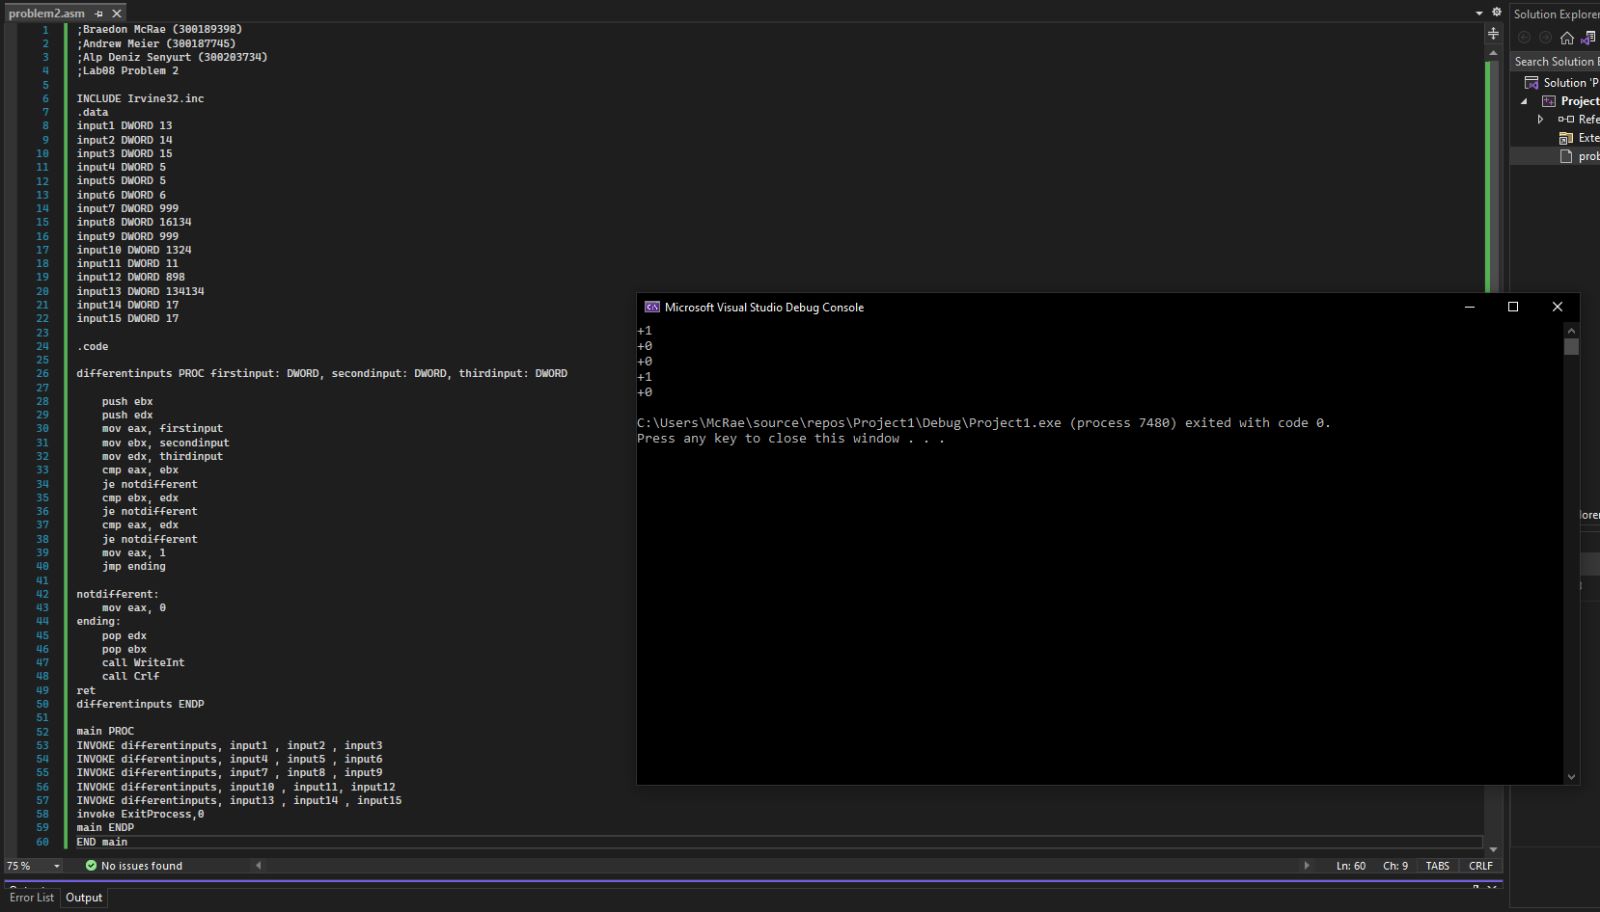 problem2.asm
Solution Explorer
1 ;Braedon McRae (300189398)
2 ;Andrew Meier (300187745)
3 ;Alp Deniz Senyurt (300203734)
4 ;Lab08 Problem 2
5
6 INCLUDE Irvine32.inc
7 .data
8 input1 DWORD 13
9 input2 DWORD 14
10 input3 DWORD 15
11 input4 DWORD 5
12 input5 DWORD 5
13 input6 DWORD 6
14 input7 DWORD 999
15 input8 DWORD 16134
16 input9 DWORD 999
17 input10 DWORD 1324
18 input11 DWORD 11
19 input12 DWORD 898
20 input13 DWORD 134134
21 input14 DWORD 17
22 input15 DWORD 17
23
24 .code
25
26 differentinputs PROC firstinput: DWORD, secondinput: DWORD, thirdinput: DWORD
27
28 push ebx
29 push edx
30 mov eax, firstinput
31 mov ebx, secondinput
32 mov edx, thirdinput
33 cmp eax, ebx
34 je notdifferent
35 cmp ebx, edx
36 je notdifferent
37 cmp eax, edx
38 je notdifferent
39 mov eax, 1
40 jmp ending
41
42 notdifferent:
43 mov eax, 0
44 ending:
45 pop edx
46 pop ebx
47 call WriteInt
48 call Crlf
49 ret
50 differentinputs ENDP
51
52 main PROC
53 INVOKE differentinputs, input1 , input2 , input3
54 INVOKE differentinputs, input4 , input5 , input6
55 INVOKE differentinputs, input7 , input8 , input9
56 INVOKE differentinputs, input10 , input11, input12
57 INVOKE differentinputs, input13 , input14 , input15
58 invoke ExitProcess,0
59 main ENDP
60 END main
Search Solution E
Solution 'P
Project
Refe
Exte
prob
Microsoft Visual Studio Debug Console
+1
+0
+0
+1
+0
C:\Users\McRae\source\repos\Project1\Debug\Project1.exe (process 7480) exited with code 0.
Press any key to close this window . . .
75 % No issues found Ln: 60 Ch: 9 TABS CRLF
Error List Output